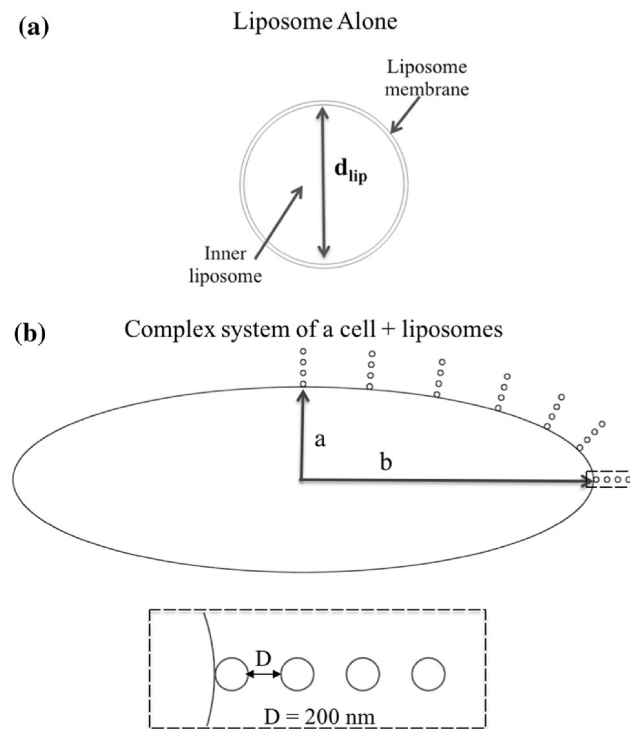 (a)
Liposome Alone
Liposome
membrane
d_lip
Inner
liposome
(b)
Complex system of a cell + liposomes
a
b
D
D = 200 nm